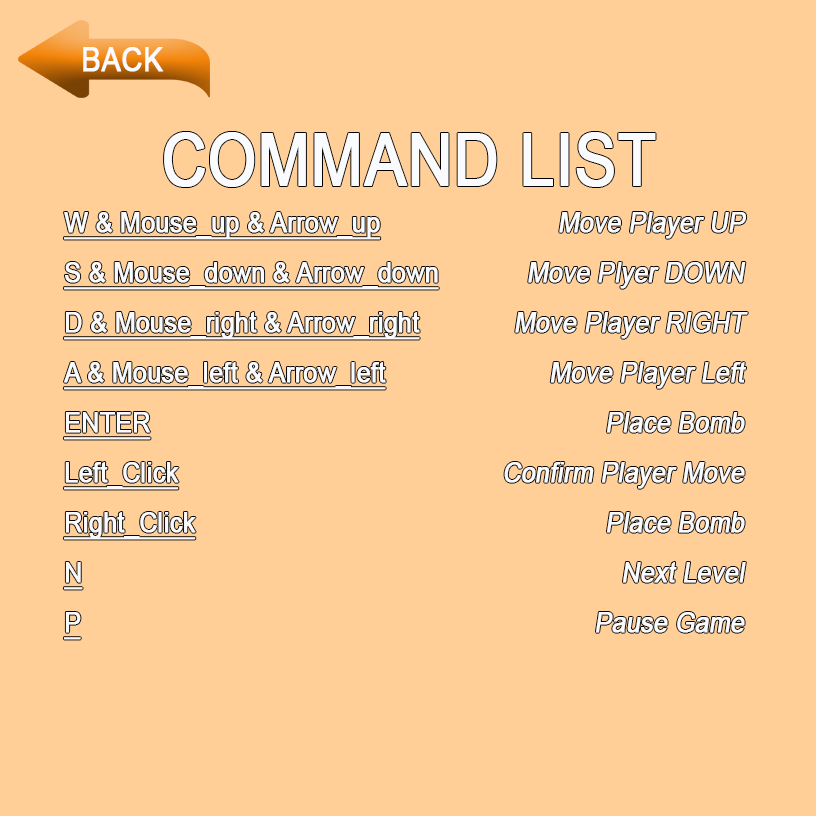 BACK
COMMAND LIST
W & Mouse_up & Arrow_up Move Player UP
S & Mouse_down & Arrow_down Move Plyer DOWN
D & Mouse_right & Arrow_right Move Player RIGHT
A & Mouse_left & Arrow_left Move Player Left
ENTER Place Bomb
Left_Click Confirm Player Move
Right_Click Place Bomb
N Next Level
P Pause Game